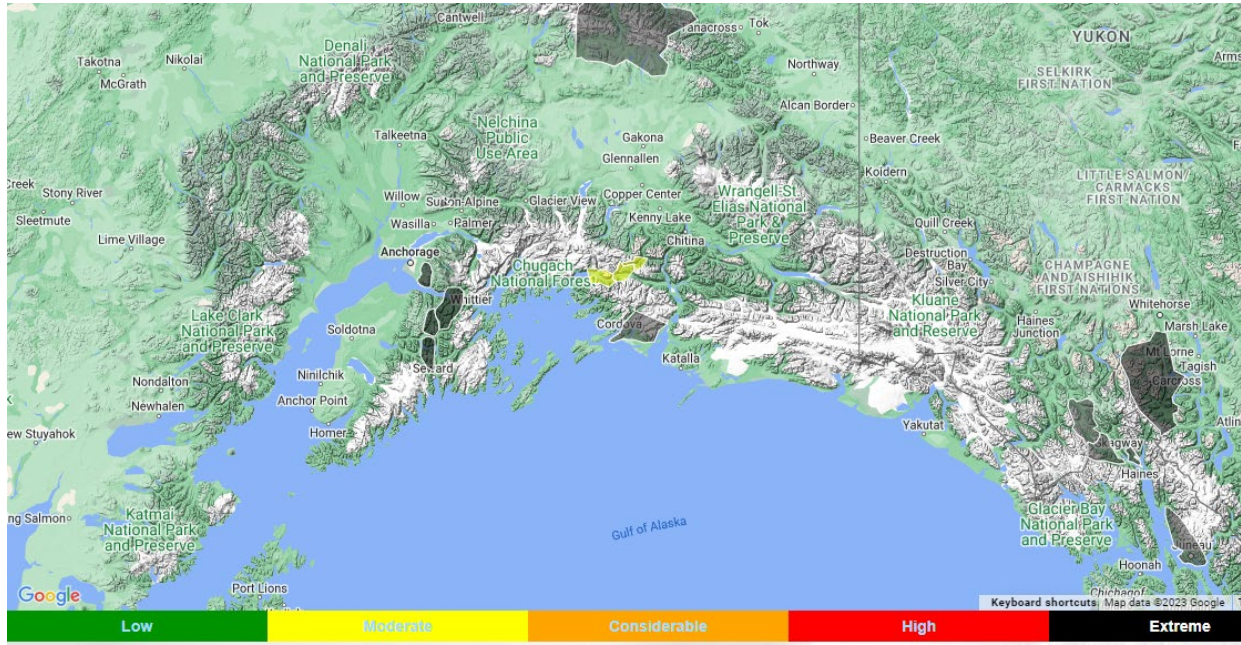 Cantwell
Tanacross
Tok
YUKON
Denali
National Park
and Preserve
Takotna
Nikolai
McGrath
Northway
SELKIRK
FIRST NATION
Alcan Border
Talkeetna
Nelchina
Public
Use Area
Gakona
Glennallen
Beaver Creek
Koidern
Creek
Stony River
Sleetmute
Willow
Sutton-Alpine
Glacier View
Copper Center
Wrangell-St.
Elias National
Park &
Preserve
LITTLE SALMON/
CARMACKS
FIRST NATION
Lime Village
Wasilla
Palmer
Kenny Lake
Chitina
Quill Creek
Anchorage
Destruction
Bay
Silver City
Chugach
National Forest
CHAMPAGNE
AND AISHIHIK
FIRST NATIONS
Whittier
Kluane
National Park
and Reserve
Whitehorse
Lake Clark
National Park
and Preserve
Soldotna
Cordova
Haines
Junction
Marsh Lake
Katalla
Mt Lorne
Tagish
Carcross
Nondalton
Ninilchik
Seward
Newhalen
Anchor Point
Homer
Yakutat
Atlin
ew Stuyahok
Skagway
Haines
Katmai
National Park
and Preserve
ng Salmon
Gulf of Alaska
Glacier Bay
National Park
and Preserve
Juneau
Hoonah
Port Lions
Chichagof
Google
Keyboard shortcuts
Map data ©2023 Google
Low
Moderate
Considerable
High
Extreme